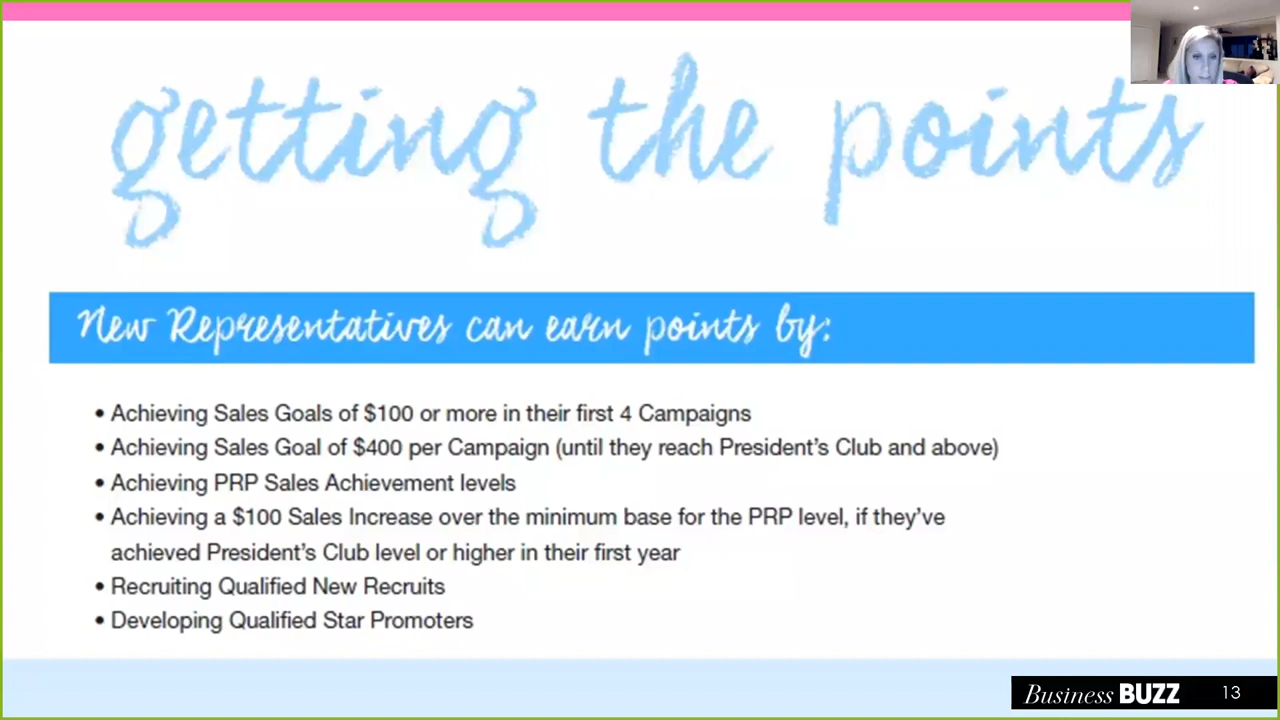 getting the points
New Representatives can earn points by:
• Achieving Sales Goals of $100 or more in their first 4 Campaigns
• Achieving Sales Goal of $400 per Campaign (until they reach President's Club and above)
• Achieving PRP Sales Achievement levels
• Achieving a $100 Sales Increase over the minimum base for the PRP level, if they've
achieved President's Club level or higher in their first year
• Recruiting Qualified New Recruits
• Developing Qualified Star Promoters
Business BUZZ 13